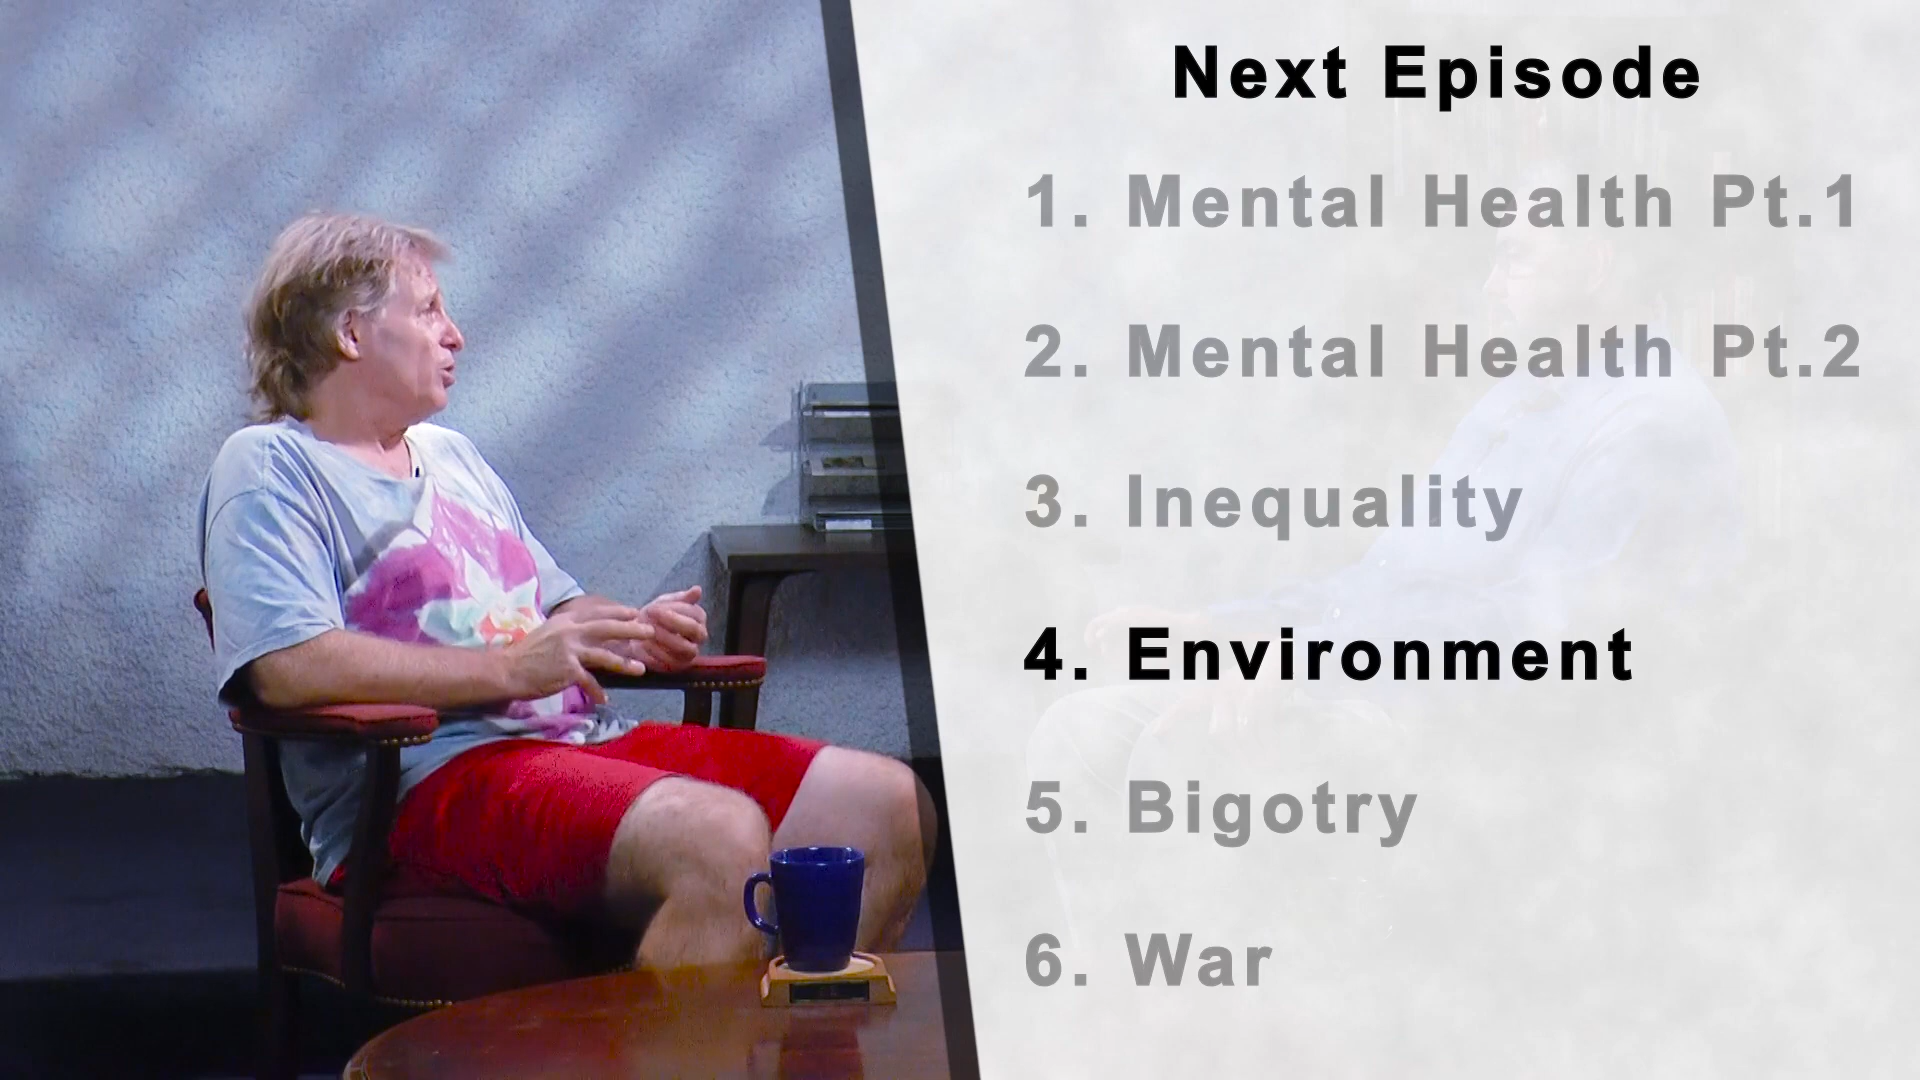 Next Episode
1. Mental Health Pt.1
2. Mental Health Pt.2
3. Inequality
4. Environment
5. Bigotry
6. War